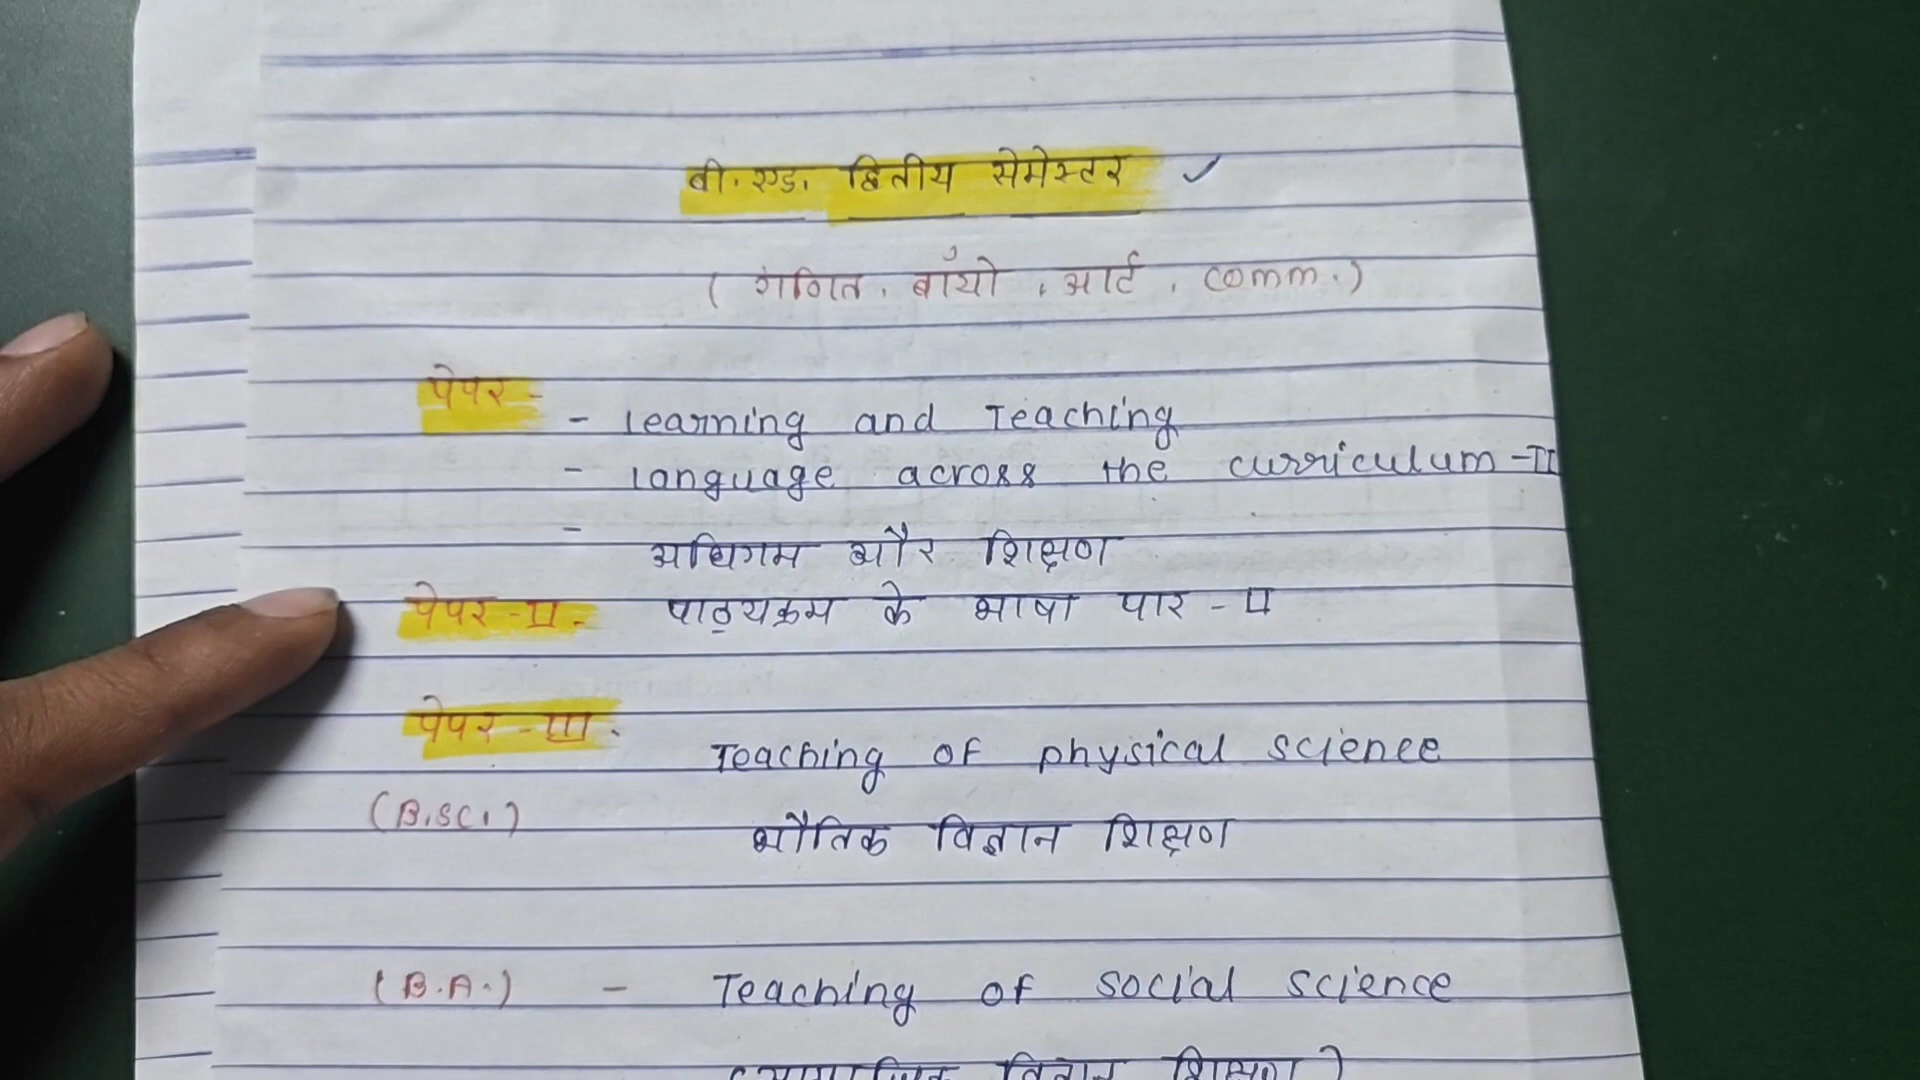 बी. एड. द्वितीय सेमेस्टर ✓
( गणित, बॉयो, आर्ट, comm.)
पेपर -
- Learning and Teaching
- Language across the curriculum-II
-
अधिगम और शिक्षण
पेपर-II. पाठ्यक्रम के भाषा पार - II
पेपर-III.
Teaching of physical science
(B.SC.)
भौतिक विज्ञान शिक्षण
(B.A.) - Teaching of social science
(सामाजिक विज्ञान शिक्षण)